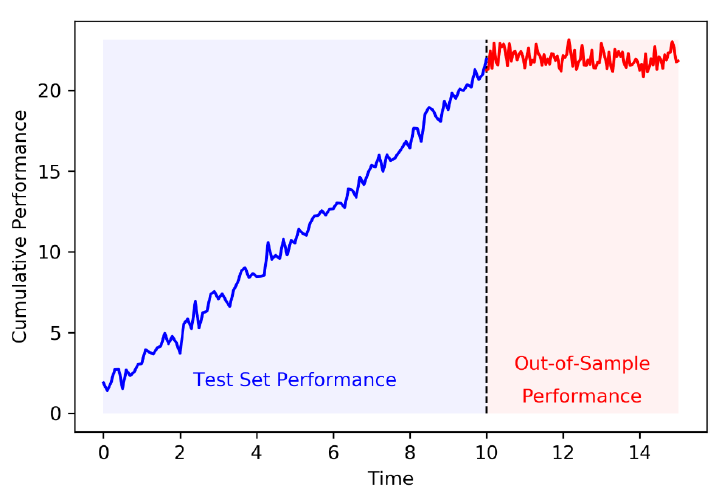 20
15
10
5
0
Cumulative Performance
Test Set Performance
Out-of-Sample
Performance
0 2 4 6 8 10 12 14
Time